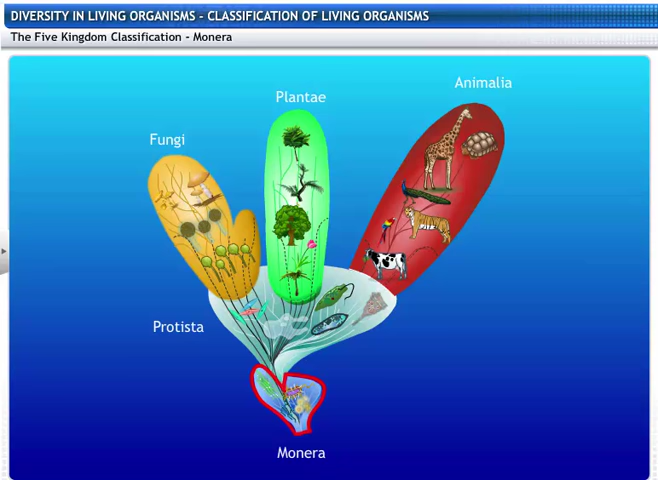 DIVERSITY IN LIVING ORGANISMS - CLASSIFICATION OF LIVING ORGANISMS
The Five Kingdom Classification - Monera
Animalia
Plantae
Fungi
Protista
Monera